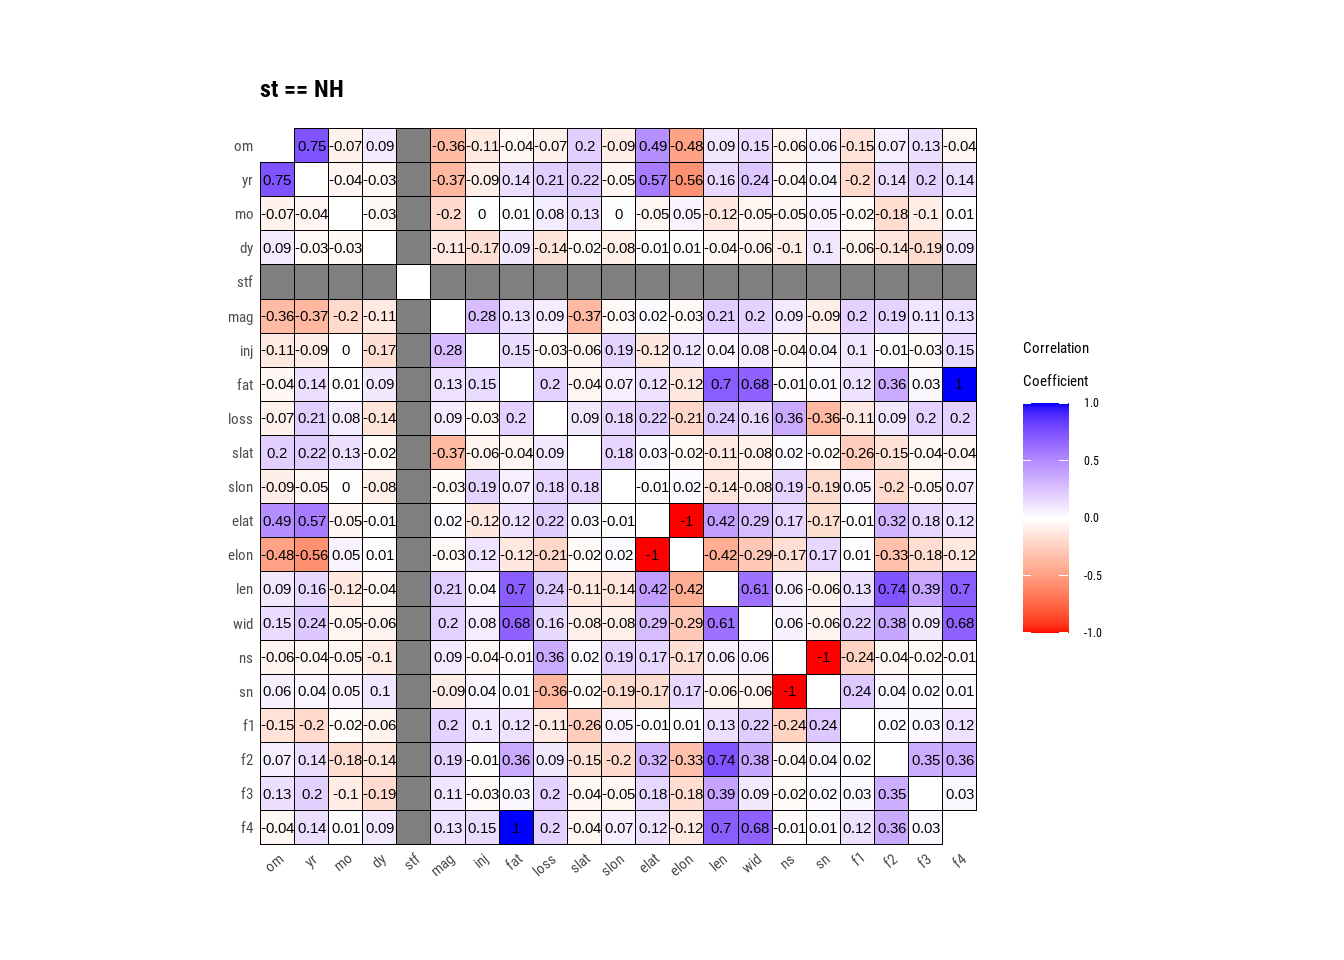 st == NH
om 0.75 -0.07 0.09 -0.36 -0.11 -0.04 -0.07 0.2 -0.09 0.49 -0.48 0.09 0.15 -0.06 0.06 -0.15 0.07 0.13 -0.04
yr 0.75 -0.04 -0.03 -0.37 -0.09 0.14 0.21 0.22 -0.05 0.57 -0.56 0.16 0.24 -0.04 0.04 -0.2 0.14 0.2 0.14
mo -0.07 -0.04 -0.03 -0.2 0 0.01 0.08 0.13 0 -0.05 0.05 -0.12 -0.05 -0.05 0.05 -0.02 -0.18 -0.1 0.01
dy 0.09 -0.03 -0.03 -0.11 -0.17 0.09 -0.14 -0.02 -0.08 -0.01 0.01 -0.04 -0.06 -0.1 0.1 -0.06 -0.14 -0.19 0.09
stf
mag -0.36 -0.37 -0.2 -0.11 0.28 0.13 0.09 -0.37 -0.03 0.02 -0.03 0.21 0.2 0.09 -0.09 0.2 0.19 0.11 0.13
inj -0.11 -0.09 0 -0.17 0.28 0.15 -0.03 -0.06 0.19 -0.12 0.12 0.04 0.08 -0.04 0.04 0.1 -0.01 -0.03 0.15
fat -0.04 0.14 0.01 0.09 0.13 0.15 0.2 -0.04 0.07 0.12 -0.12 0.7 0.68 -0.01 0.01 0.12 0.36 0.03 1
loss -0.07 0.21 0.08 -0.14 0.09 -0.03 0.2 0.09 0.18 0.22 -0.21 0.24 0.16 0.36 -0.36 -0.11 0.09 0.2 0.2
slat 0.2 0.22 0.13 -0.02 -0.37 -0.06 -0.04 0.09 0.18 0.03 -0.02 -0.11 -0.08 0.02 -0.02 -0.26 -0.15 -0.04 -0.04
slon -0.09 -0.05 0 -0.08 -0.03 0.19 0.07 0.18 0.18 -0.01 0.02 -0.14 -0.08 0.19 -0.19 0.05 -0.2 -0.05 0.07
elat 0.49 0.57 -0.05 -0.01 0.02 -0.12 0.12 0.22 0.03 -0.01 -1 0.42 0.29 0.17 -0.17 -0.01 0.32 0.18 0.12
elon -0.48 -0.56 0.05 0.01 -0.03 0.12 -0.12 -0.21 -0.02 0.02 -1 -0.42 -0.29 -0.17 0.17 0.01 -0.33 -0.18 -0.12
len 0.09 0.16 -0.12 -0.04 0.21 0.04 0.7 0.24 -0.11 -0.14 0.42 -0.42 0.61 0.06 -0.06 0.13 0.74 0.39 0.7
wid 0.15 0.24 -0.05 -0.06 0.2 0.08 0.68 0.16 -0.08 -0.08 0.29 -0.29 0.61 0.06 -0.06 0.22 0.38 0.09 0.68
ns -0.06 -0.04 -0.05 -0.1 0.09 -0.04 -0.01 0.36 0.02 0.19 0.17 -0.17 0.06 0.06 -1 -0.24 -0.04 -0.02 -0.01
sn 0.06 0.04 0.05 0.1 -0.09 0.04 0.01 -0.36 -0.02 -0.19 -0.17 0.17 -0.06 -0.06 -1 0.24 0.04 0.02 0.01
f1 -0.15 -0.2 -0.02 -0.06 0.2 0.1 0.12 -0.11 -0.26 0.05 -0.01 0.01 0.13 0.22 -0.24 0.24 0.02 0.03 0.12
f2 0.07 0.14 -0.18 -0.14 0.19 -0.01 0.36 0.09 -0.15 -0.2 0.32 -0.33 0.74 0.38 -0.04 0.04 0.02 0.35 0.36
f3 0.13 0.2 -0.1 -0.19 0.11 -0.03 0.03 0.2 -0.04 -0.05 0.18 -0.18 0.39 0.09 -0.02 0.02 0.03 0.35 0.03
f4 -0.04 0.14 0.01 0.09 0.13 0.15 1 0.2 -0.04 0.07 0.12 -0.12 0.7 0.68 -0.01 0.01 0.12 0.36 0.03
om yr mo dy stf mag inj fat loss slat slon elat elon len wid ns sn f1 f2 f3 f4
Correlation
Coefficient
1.0
0.5
0.0
-0.5
-1.0